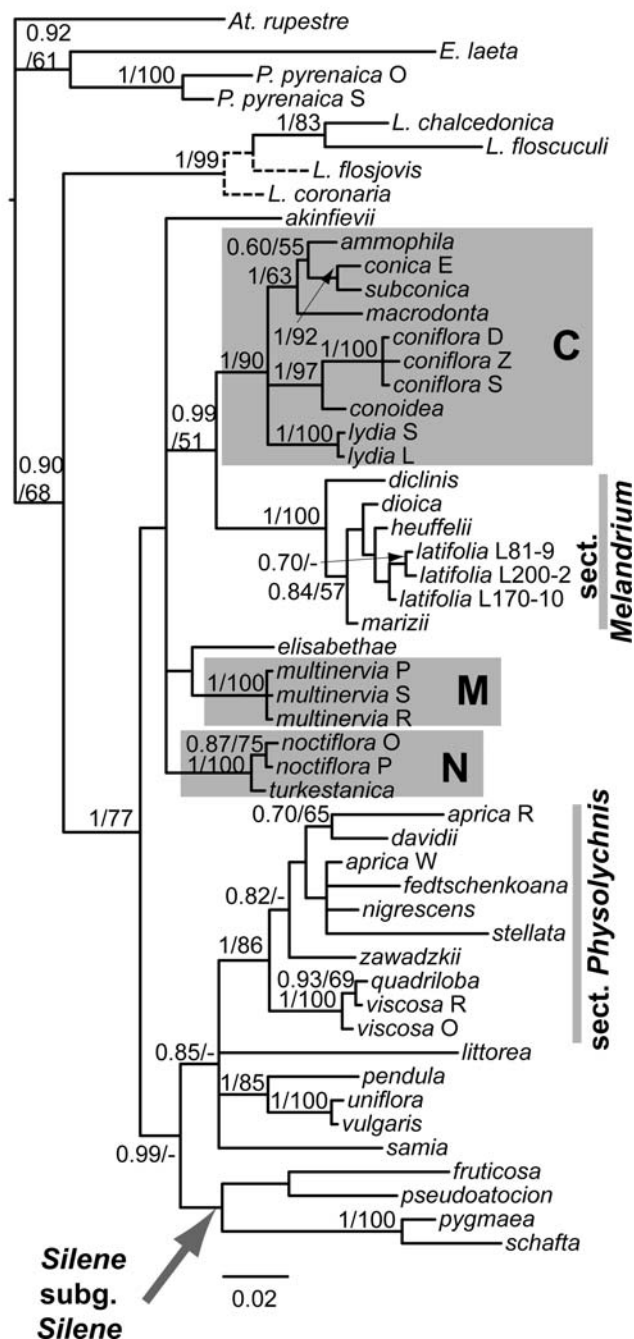 At. rupestre
0.92
/61
E. laeta
1/100
P. pyrenaica O
P. pyrenaica S
1/83
L. chalcedonica
L. floscuculi
1/99
L. flosjovis
L. coronaria
akinfievii
0.60/55
ammophila
conica E
1/63
subconica
macrodonta
1/92
1/100
coniflora D
C
1/90
1/97
coniflora Z
coniflora S
conoidea
0.99
/51
1/100
lydia S
lydia L
0.90
/68
diclinis
dioica
1/100
heuffelii
latifolia L81-9
0.70/-
latifolia L200-2
0.84/57
latifolia L170-10
marizii
sect.
Melandrium
elisabethae
1/100
multinervia P
multinervia S
multinervia R
M
0.87/75
noctiflora O
1/100
noctiflora P
turkestanica
N
1/77
0.70/65
aprica R
davidii
aprica W
0.82/-
fedtschenkoana
nigrescens
stellata
1/86
zawadzkii
0.93/69
quadriloba
1/100
viscosa R
viscosa O
sect. Physolychnis
0.85/-
littorea
1/85
pendula
1/100
uniflora
vulgaris
samia
0.99/-
fruticosa
pseudoatocion
1/100
pygmaea
schafta
Silene
subg.
Silene
0.02